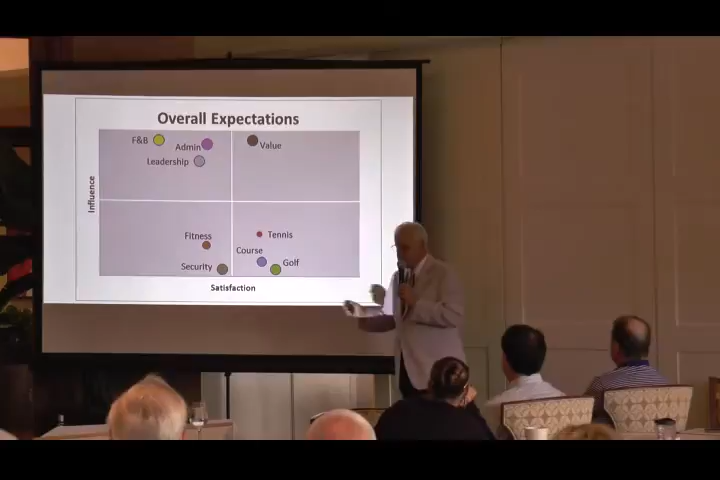 Overall Expectations
F&B
Admin
Value
Leadership
Influence
Fitness
Tennis
Course
Security
Golf
Satisfaction